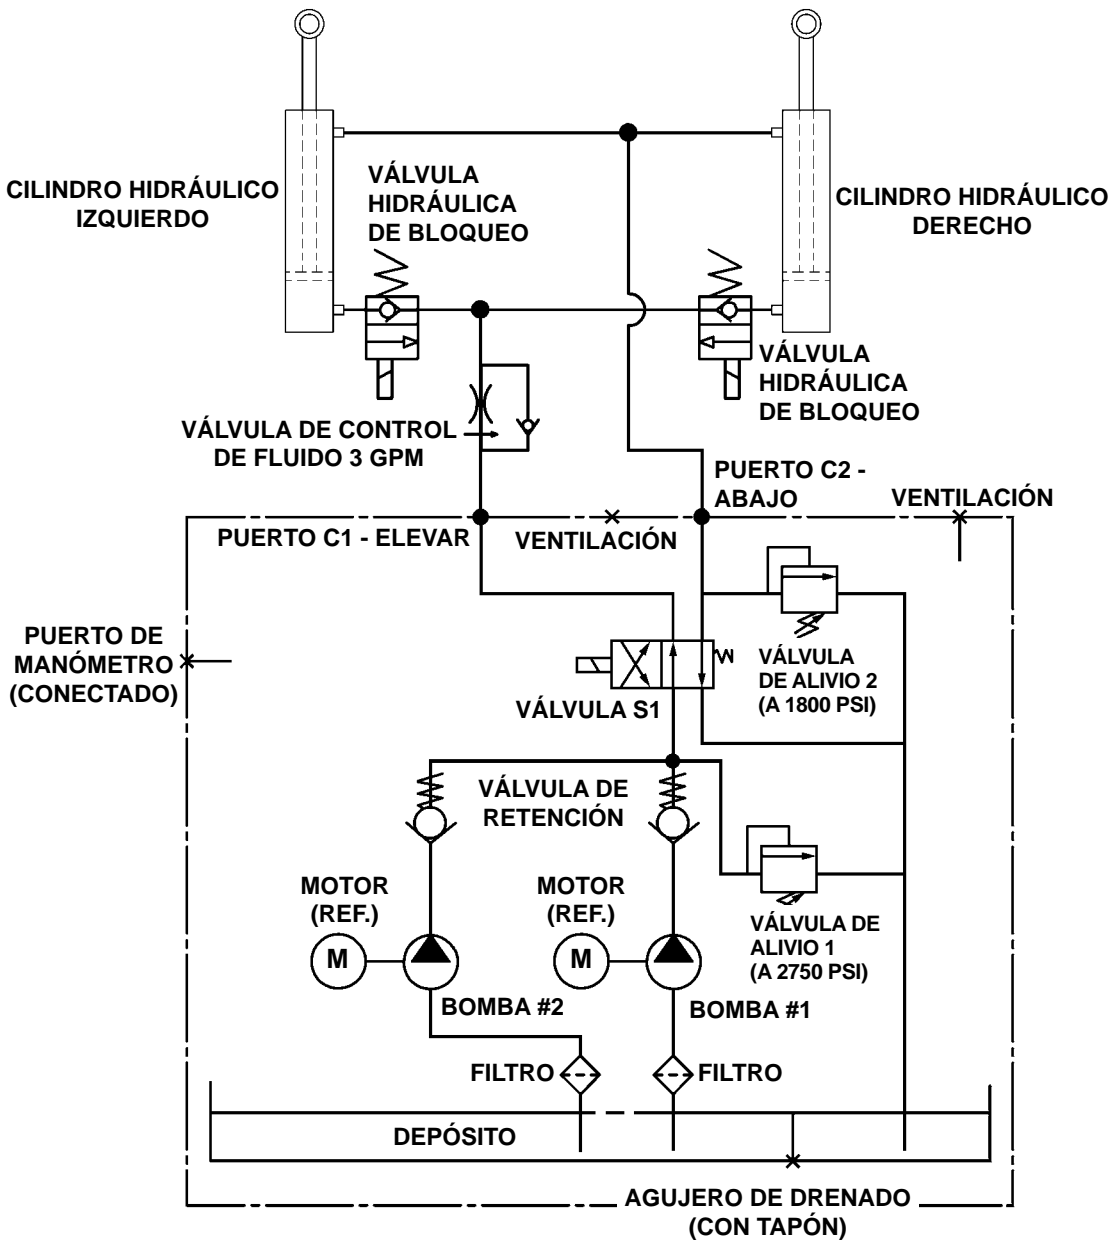 VÁLVULA
HIDRÁULICA
DE BLOQUEO
CILINDRO HIDRÁULICO
IZQUIERDO
CILINDRO HIDRÁULICO
DERECHO
VÁLVULA
HIDRÁULICA
DE BLOQUEO
VÁLVULA DE CONTROL
DE FLUIDO 3 GPM
PUERTO C2 -
ABAJO
VENTILACIÓN
PUERTO C1 - ELEVAR
VENTILACIÓN
PUERTO DE
MANÓMETRO
(CONECTADO)
VÁLVULA
DE ALIVIO 2
(A 1800 PSI)
VÁLVULA S1
VÁLVULA DE
RETENCIÓN
MOTOR
(REF.)
M
MOTOR
(REF.)
M
VÁLVULA DE
ALIVIO 1
(A 2750 PSI)
BOMBA #2
BOMBA #1
FILTRO
FILTRO
DEPÓSITO
AGUJERO DE DRENADO
(CON TAPÓN)